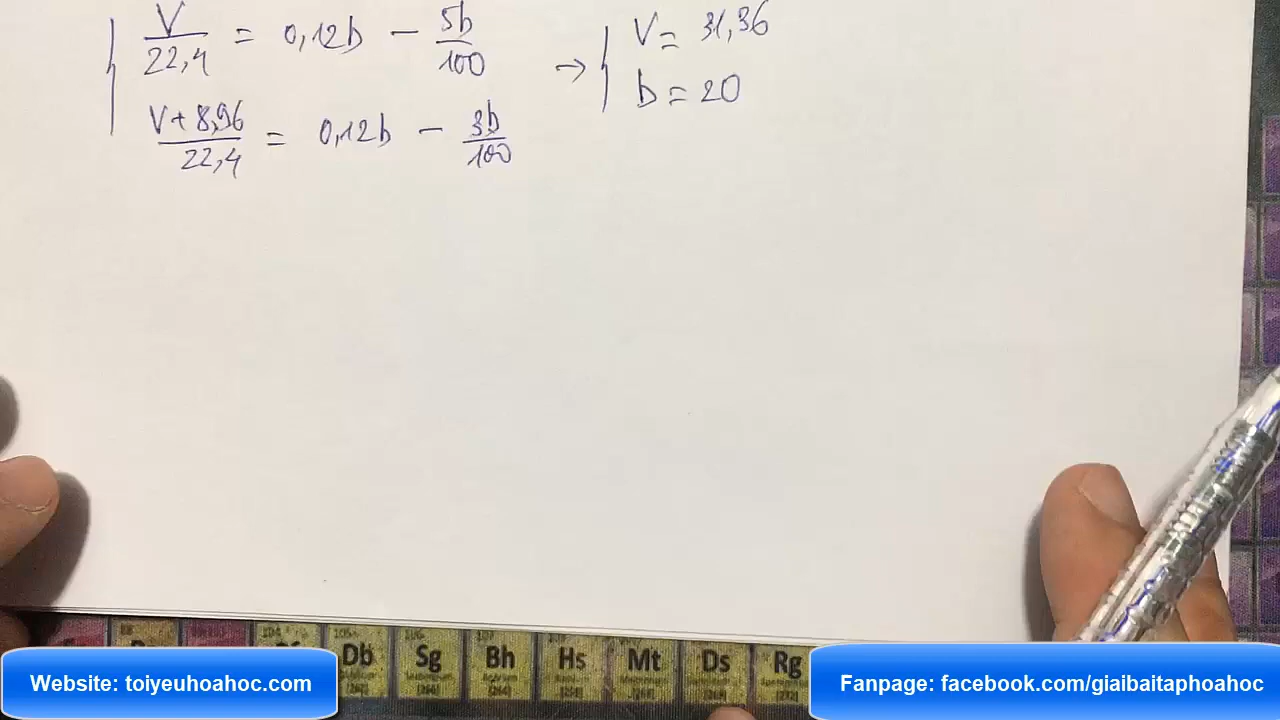 V/22,4 = 0,12b − 5b/100
(V + 8,96)/22,4 = 0,12b − 3b/100
→ V = 31,36
b = 20
Db Sg Bh Hs Mt Ds Rg
Website: toiyeuhoahoc.com
Fanpage: facebook.com/giaibaitaphoahoc